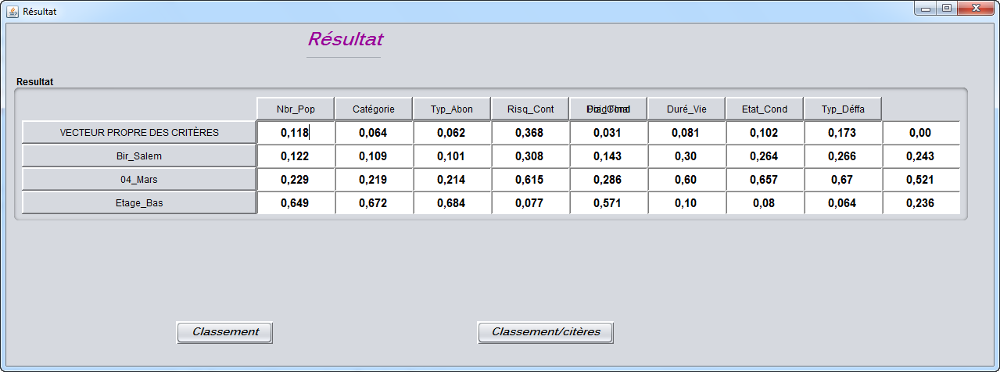 Résultat
Résultat
Resultat
Nbr_Pop Catégorie Typ_Abon Risq_Cont Duré_Vie Etat_Cond Typ_Déffa
VECTEUR PROPRE DES CRITÈRES 0,118 0,064 0,062 0,368 0,031 0,081 0,102 0,173 0,00
Bir_Salem 0,122 0,109 0,101 0,308 0,143 0,30 0,264 0,266 0,243
04_Mars 0,229 0,219 0,214 0,615 0,286 0,60 0,657 0,67 0,521
Etage_Bas 0,649 0,672 0,684 0,077 0,571 0,10 0,08 0,064 0,236
Classement Classement/citères